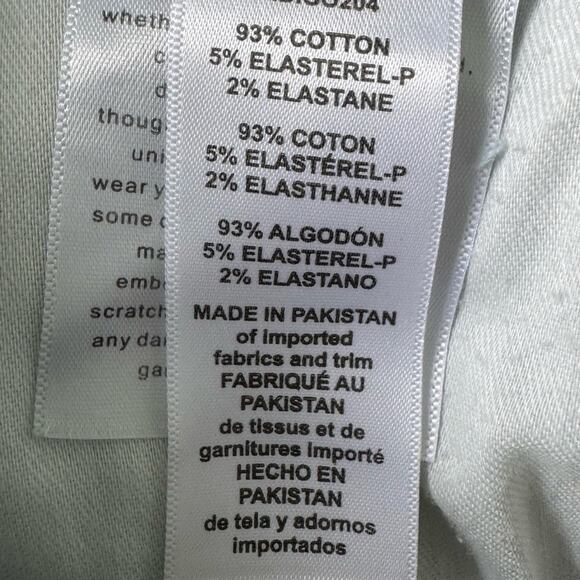 93% COTTON
5% ELASTEREL-P
2% ELASTANE
93% COTON
5% ELASTÉREL-P
2% ELASTHANNE
93% ALGODÓN
5% ELASTEREL-P
2% ELASTANO
MADE IN PAKISTAN
of imported
fabrics and trim
FABRIQUÉ AU
PAKISTAN
de tissus et de
garnitures importé
HECHO EN
PAKISTAN
de tela y adornos
importados
wear
some